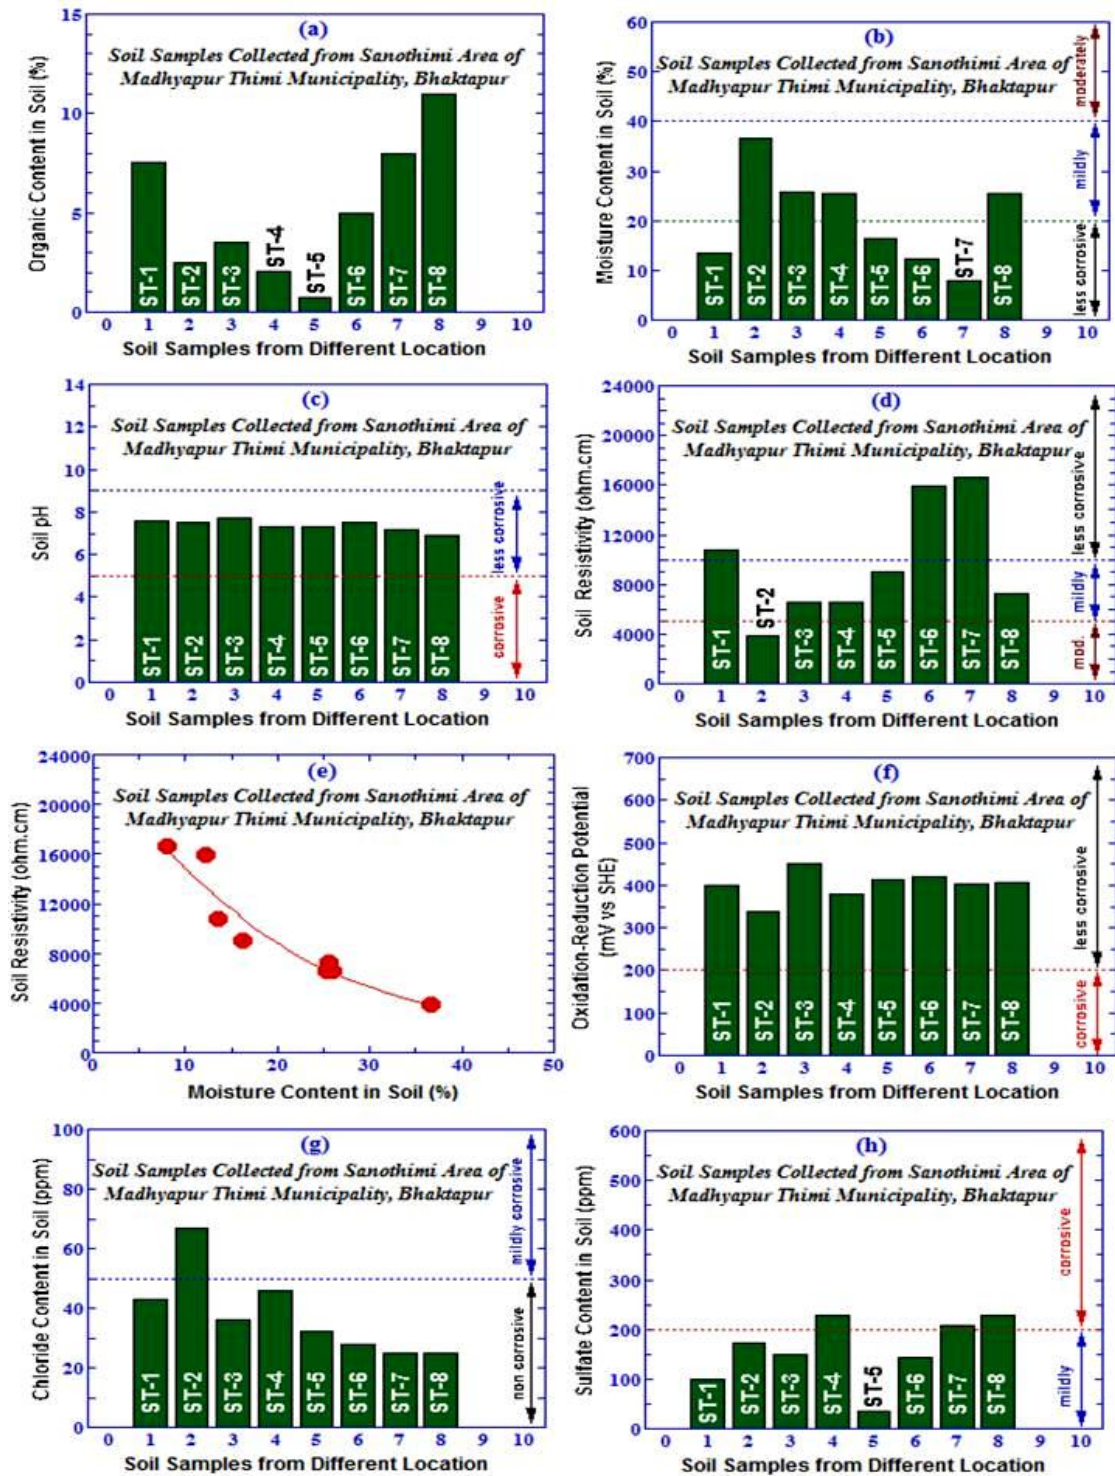 (a)
Soil Samples Collected from Sanothimi Area of
Madhyapur Thimi Municipality, Bhaktapur
Organic Content in Soil (%)
15
10
5
0
ST-1
ST-2
ST-3
ST-4
ST-5
ST-6
ST-7
ST-8
0 1 2 3 4 5 6 7 8 9 10
Soil Samples from Different Location
(b)
Soil Samples Collected from Sanothimi Area of
Madhyapur Thimi Municipality, Bhaktapur
Moisture Content in Soil (%)
60
50
40
30
20
10
0
moderately
mildly
less corrosive
ST-1
ST-2
ST-3
ST-4
ST-5
ST-6
ST-7
ST-8
0 1 2 3 4 5 6 7 8 9 10
Soil Samples from Different Location
(c)
Soil Samples Collected from Sanothimi Area of
Madhyapur Thimi Municipality, Bhaktapur
Soil pH
14
12
10
8
6
4
2
0
less corrosive
corrosive
ST-1
ST-2
ST-3
ST-4
ST-5
ST-6
ST-7
ST-8
0 1 2 3 4 5 6 7 8 9 10
Soil Samples from Different Location
(d)
Soil Samples Collected from Sanothimi Area of
Madhyapur Thimi Municipality, Bhaktapur
Soil Resistivity (ohm.cm)
24000
20000
16000
12000
8000
4000
0
less corrosive
mildly
mod.
ST-1
ST-2
ST-3
ST-4
ST-5
ST-6
ST-7
ST-8
0 1 2 3 4 5 6 7 8 9 10
Soil Samples from Different Location
(e)
Soil Samples Collected from Sanothimi Area of
Madhyapur Thimi Municipality, Bhaktapur
Soil Resistivity (ohm.cm)
24000
20000
16000
12000
8000
4000
0
0 10 20 30 40 50
Moisture Content in Soil (%)
(f)
Soil Samples Collected from Sanothimi Area of
Madhyapur Thimi Municipality, Bhaktapur
Oxidation-Reduction Potential
(mV vs SHE)
700
600
500
400
300
200
100
0
less corrosive
corrosive
ST-1
ST-2
ST-3
ST-4
ST-5
ST-6
ST-7
ST-8
0 1 2 3 4 5 6 7 8 9 10
Soil Samples from Different Location
(g)
Soil Samples Collected from Sanothimi Area of
Madhyapur Thimi Municipality, Bhaktapur
Chloride Content in Soil (ppm)
100
80
60
40
20
0
mildly corrosive
non corrosive
ST-1
ST-2
ST-3
ST-4
ST-5
ST-6
ST-7
ST-8
0 1 2 3 4 5 6 7 8 9 10
Soil Samples from Different Location
(h)
Soil Samples Collected from Sanothimi Area of
Madhyapur Thimi Municipality, Bhaktapur
Sulfate Content in Soil (ppm)
600
500
400
300
200
100
0
corrosive
mildly
ST-1
ST-2
ST-3
ST-4
ST-5
ST-6
ST-7
ST-8
0 1 2 3 4 5 6 7 8 9 10
Soil Samples from Different Location